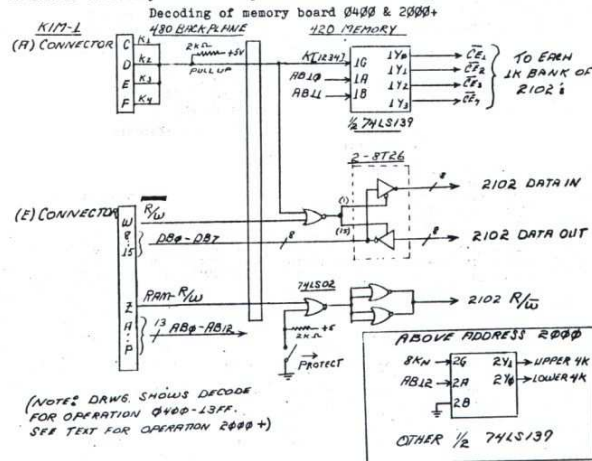 Decoding of memory board 0400 & 2000+
KIM-1
480 BACKPLANE
420 MEMORY
(A) CONNECTOR
C K1
D K2
E K3
F K4
2KΩ
+5V
PULL UP
K[1234]
AB10
AB11
1G
1A
1B
1Y0
1Y1
1Y2
1Y3
CE1
CE2
CE3
CE4
TO EACH
1K BANK OF
2102's
½ 74LS139
2-8T26
(E) CONNECTOR
W R/W
8
15
DB0-DB7
8
(1)
(15)
8
2102 DATA IN
8
2102 DATA OUT
74LS02
Z RAM-R/W
2102 R/W
A
P
13 AB0-AB12
+5
2KΩ
PROTECT
ABOVE ADDRESS 2000
8KN
AB12
2G
2A
2B
2Y1
2Y0
UPPER 4K
LOWER 4K
OTHER ½ 74LS139
(NOTE: DRWG. SHOWS DECODE
FOR OPERATION 0400-13FF.
SEE TEXT FOR OPERATION 2000+)